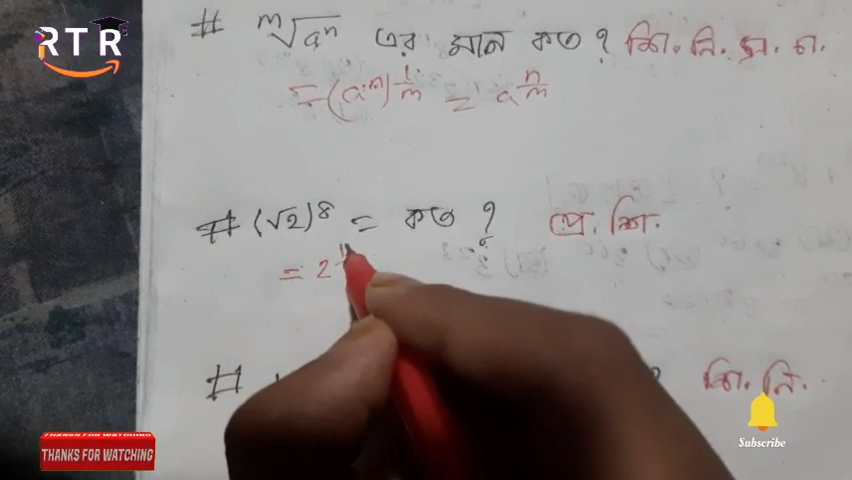 RTR
# ᵐ√aⁿ এর মান কত ? শি. নি. প্র. চ.
= (aⁿ)^(1/m) = a^(n/m)
# (√2)⁸ = কত ? প্রে. শি.
= 2
# শি. নি.
Subscribe
THANKS FOR WATCHING